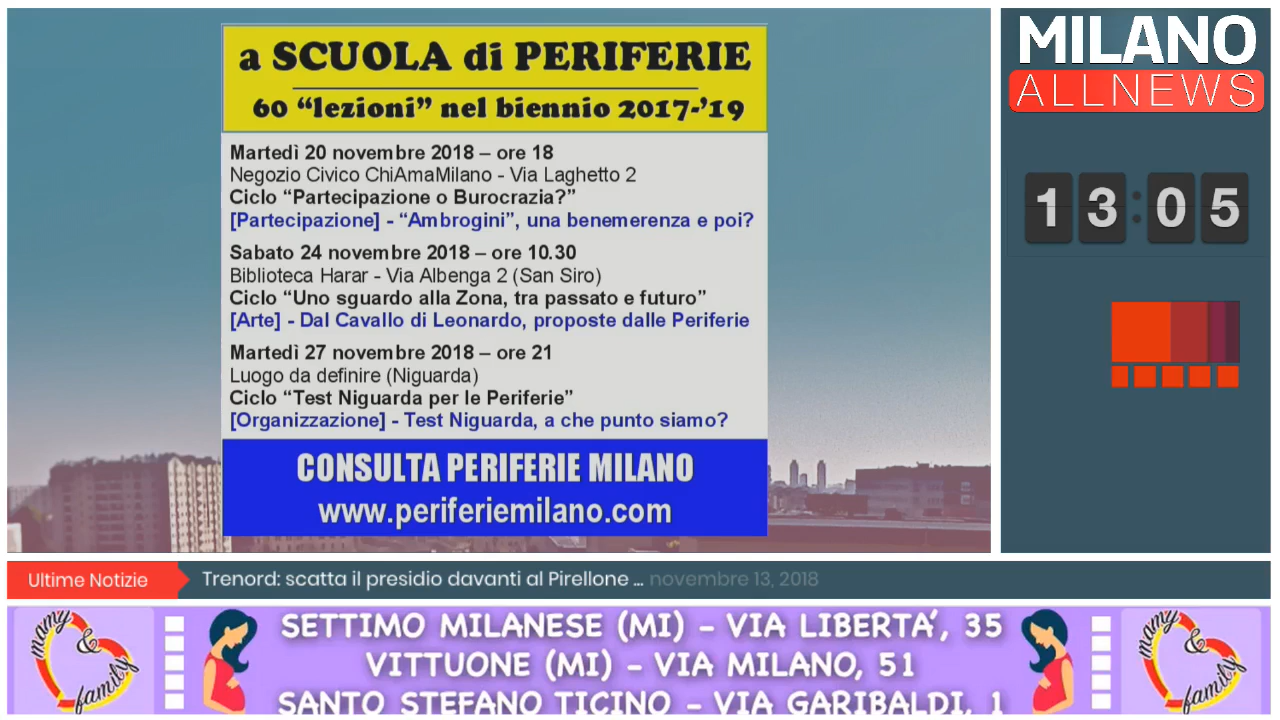 a SCUOLA di PERIFERIE
60 “lezioni” nel biennio 2017-’19
Martedì 20 novembre 2018 – ore 18
Negozio Civico ChiAmaMilano - Via Laghetto 2
Ciclo “Partecipazione o Burocrazia?”
[Partecipazione] - “Ambrogini”, una benemerenza e poi?
Sabato 24 novembre 2018 – ore 10.30
Biblioteca Harar - Via Albenga 2 (San Siro)
Ciclo “Uno sguardo alla Zona, tra passato e futuro”
[Arte] - Dal Cavallo di Leonardo, proposte dalle Periferie
Martedì 27 novembre 2018 – ore 21
Luogo da definire (Niguarda)
Ciclo “Test Niguarda per le Periferie”
[Organizzazione] - Test Niguarda, a che punto siamo?
CONSULTA PERIFERIE MILANO
www.periferiemilano.com
MILANO
ALLNEWS
13:05
Ultime Notizie
Trenord: scatta il presidio davanti al Pirellone ... novembre 13, 2018
mamy
&
family
SETTIMO MILANESE (MI) - VIA LIBERTA', 35
VITTUONE (MI) - VIA MILANO, 51
SANTO STEFANO TICINO - VIA GARIBALDI, 1
mamy
&
family